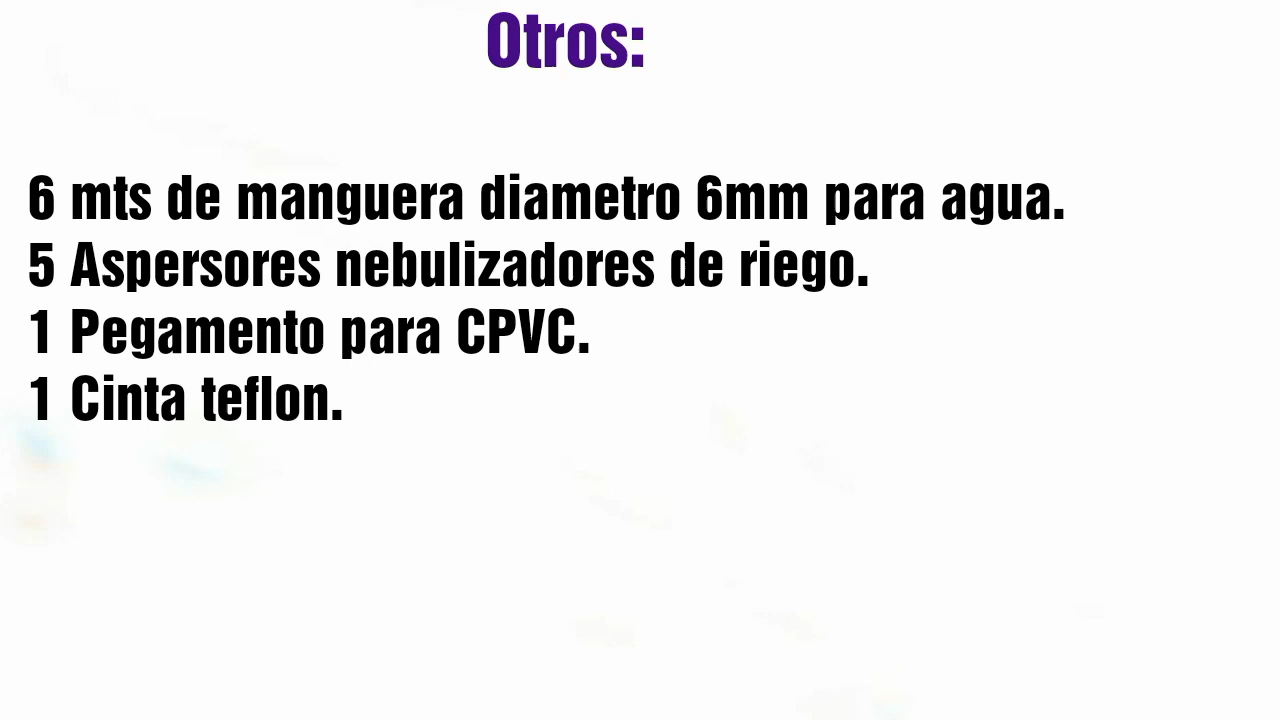 Otros:
6 mts de manguera diametro 6mm para agua.
5 Aspersores nebulizadores de riego.
1 Pegamento para CPVC.
1 Cinta teflon.